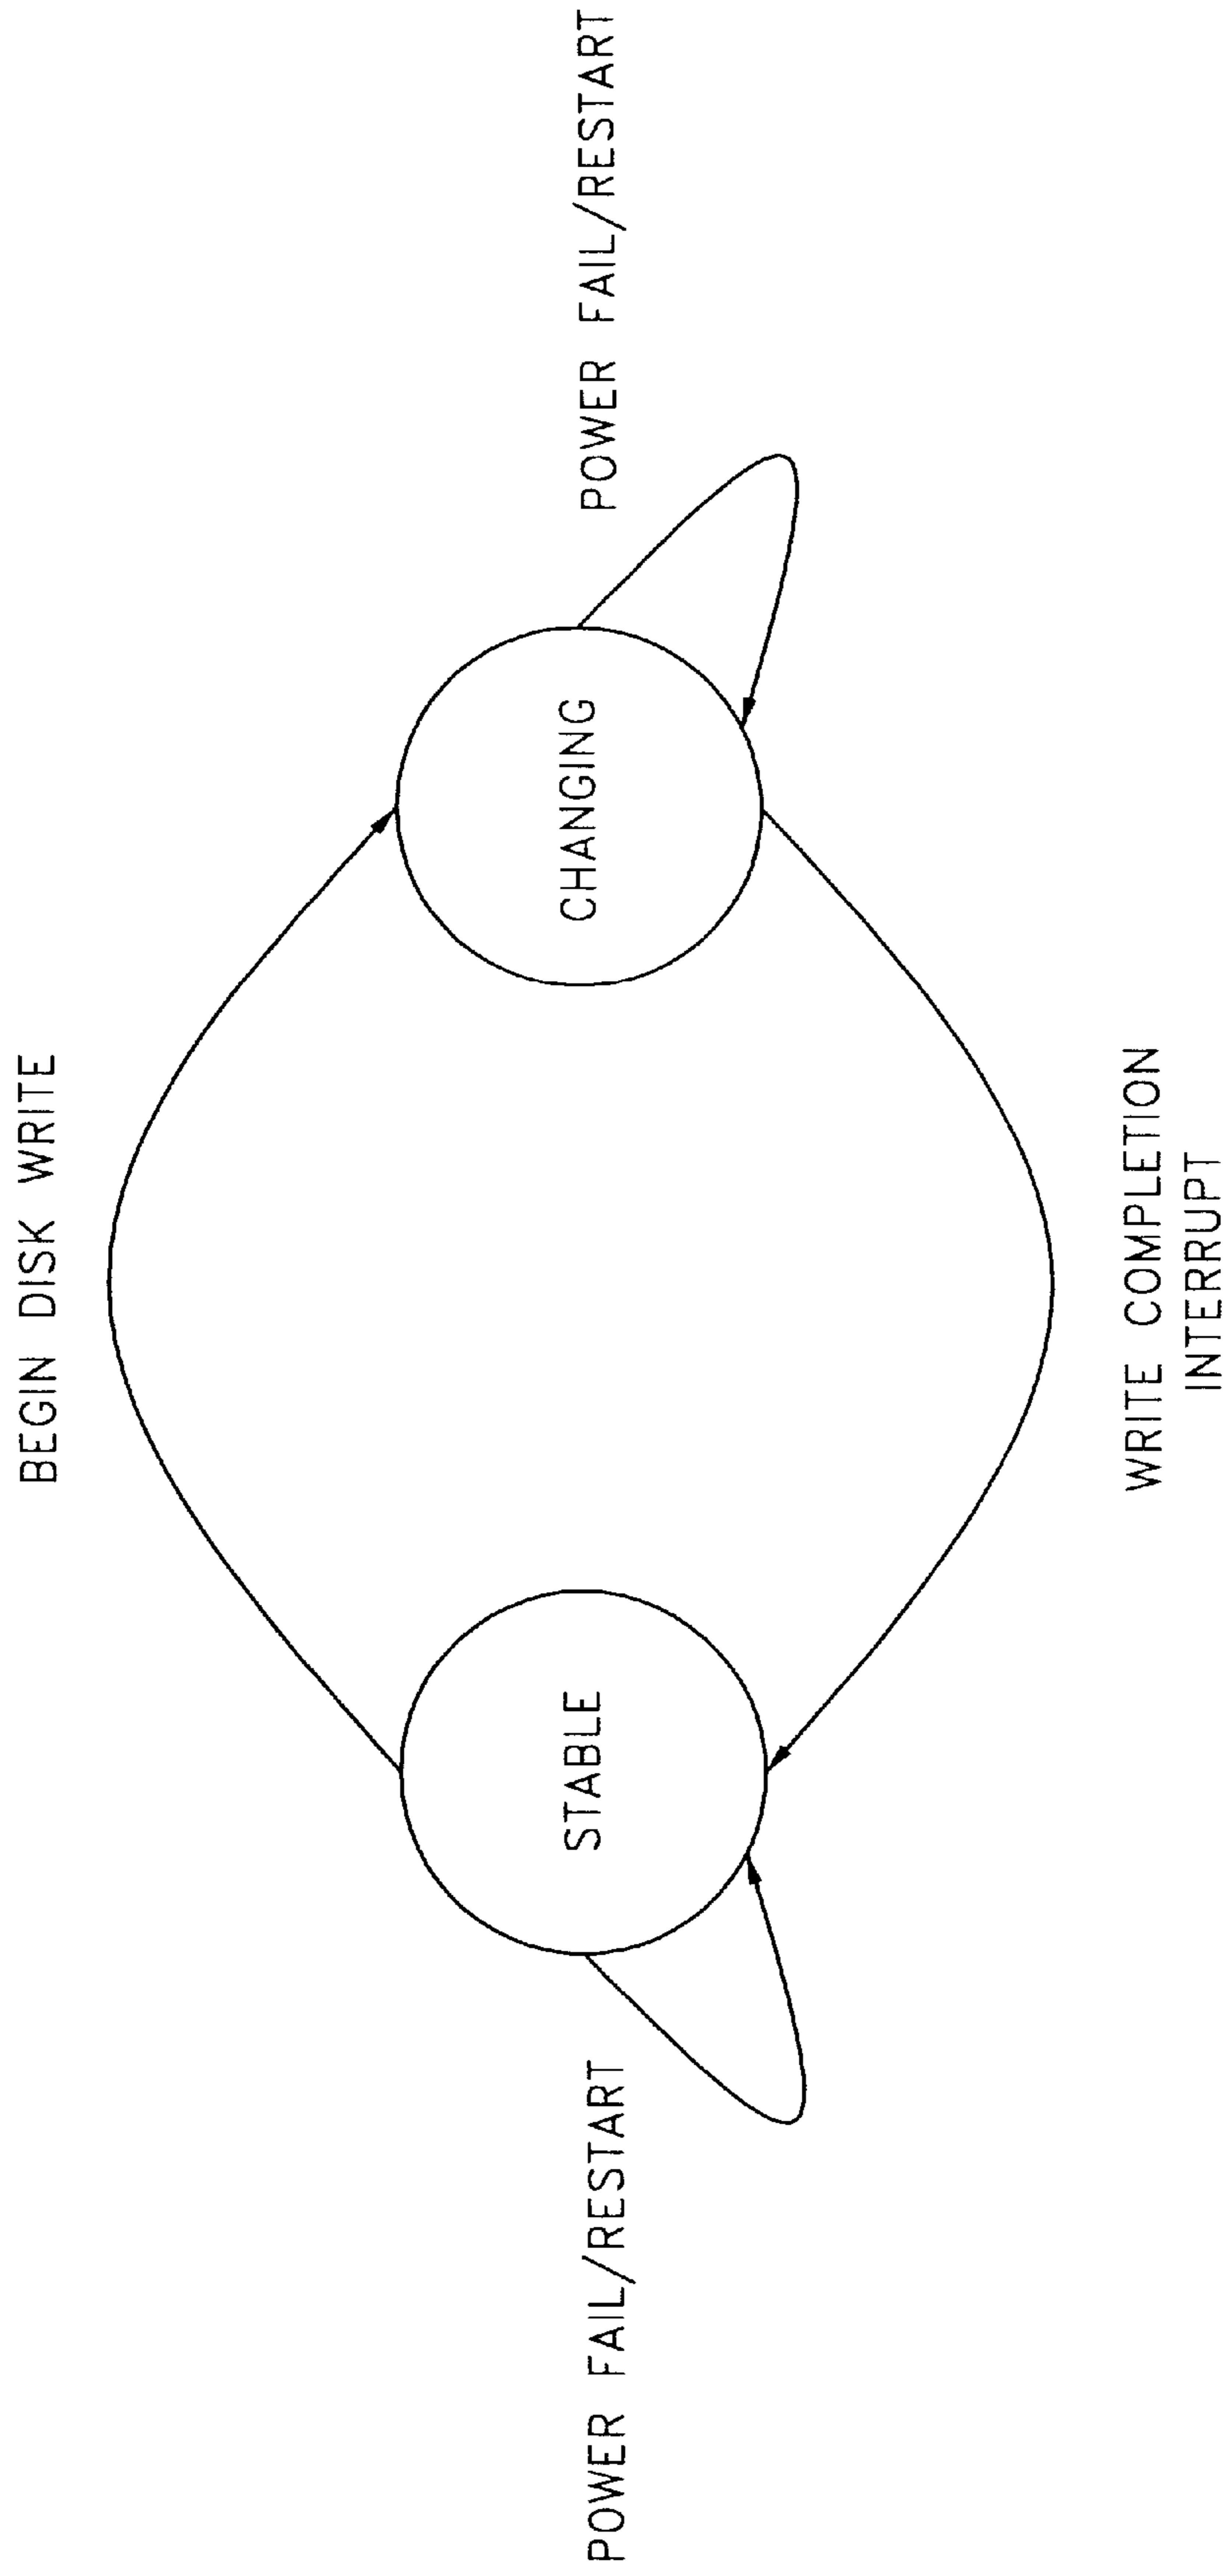 BEGIN DISK WRITE
POWER FAIL/RESTART
STABLE
CHANGING
POWER FAIL/RESTART
WRITE COMPLETION
INTERRUPT